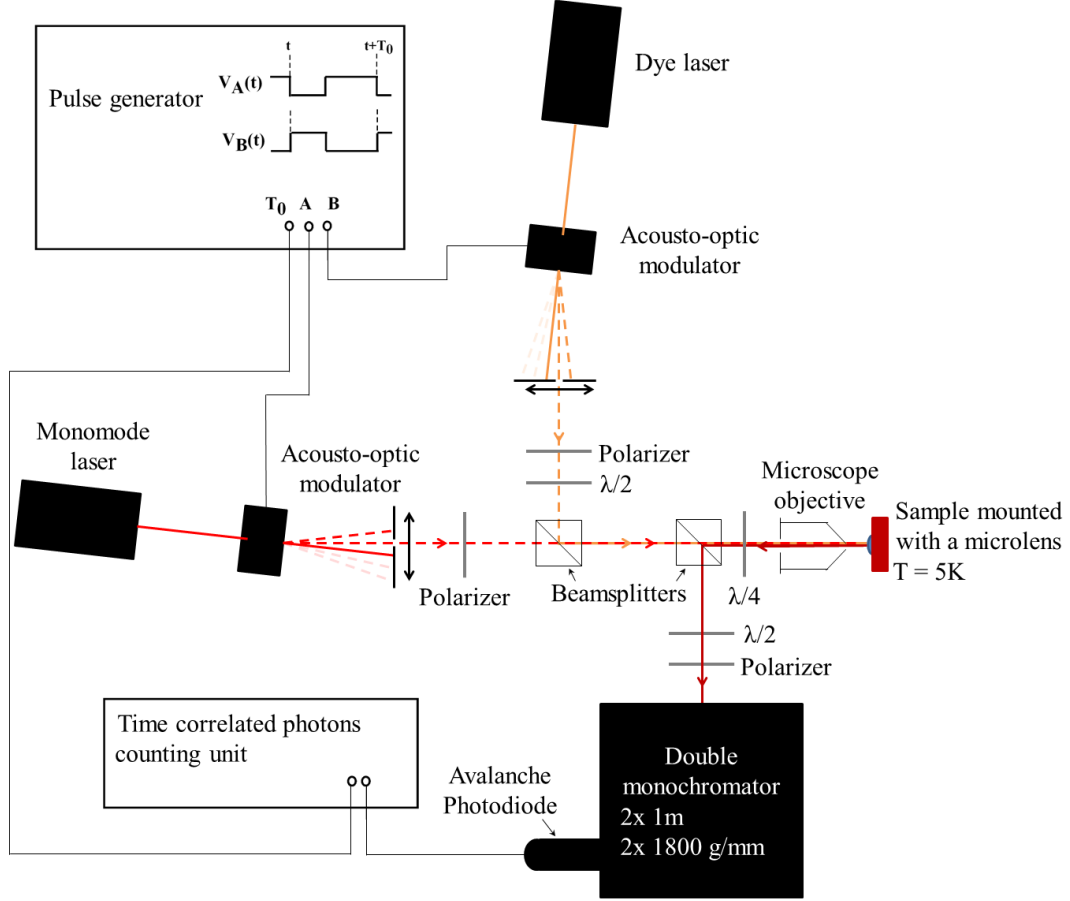 t
t+T0
VA(t)
Pulse generator
VB(t)
T0 A B
Dye laser
Acousto-optic
modulator
Monomode
laser
Acousto-optic
modulator
Polarizer
λ/2
Microscope
objective
Sample mounted
with a microlens
T = 5K
Polarizer
Beamsplitters
λ/4
λ/2
Polarizer
Time correlated photons
counting unit
Avalanche
Photodiode
Double
monochromator
2x 1m
2x 1800 g/mm